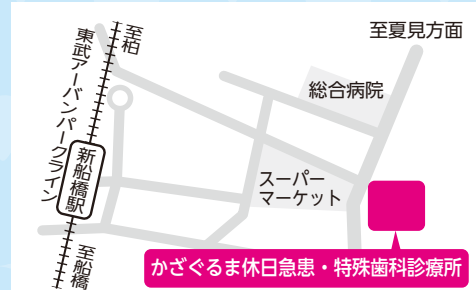 至夏見方面
至柏
東武アーバンパークライン
総合病院
新船橋駅
スーパー
マーケット
至船橋
かざぐるま休日急患・特殊歯科診療所